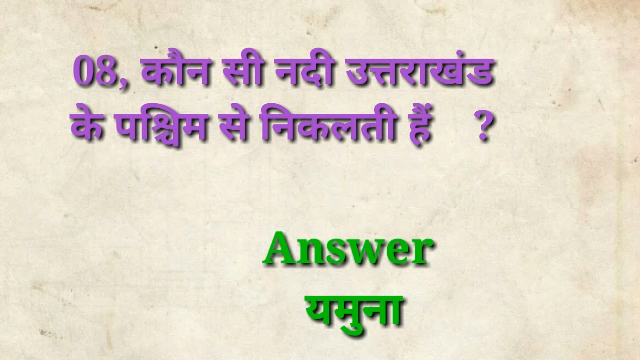 08, कौन सी नदी उत्तराखंड
के पश्चिम से निकलती हैं ?
Answer
यमुना